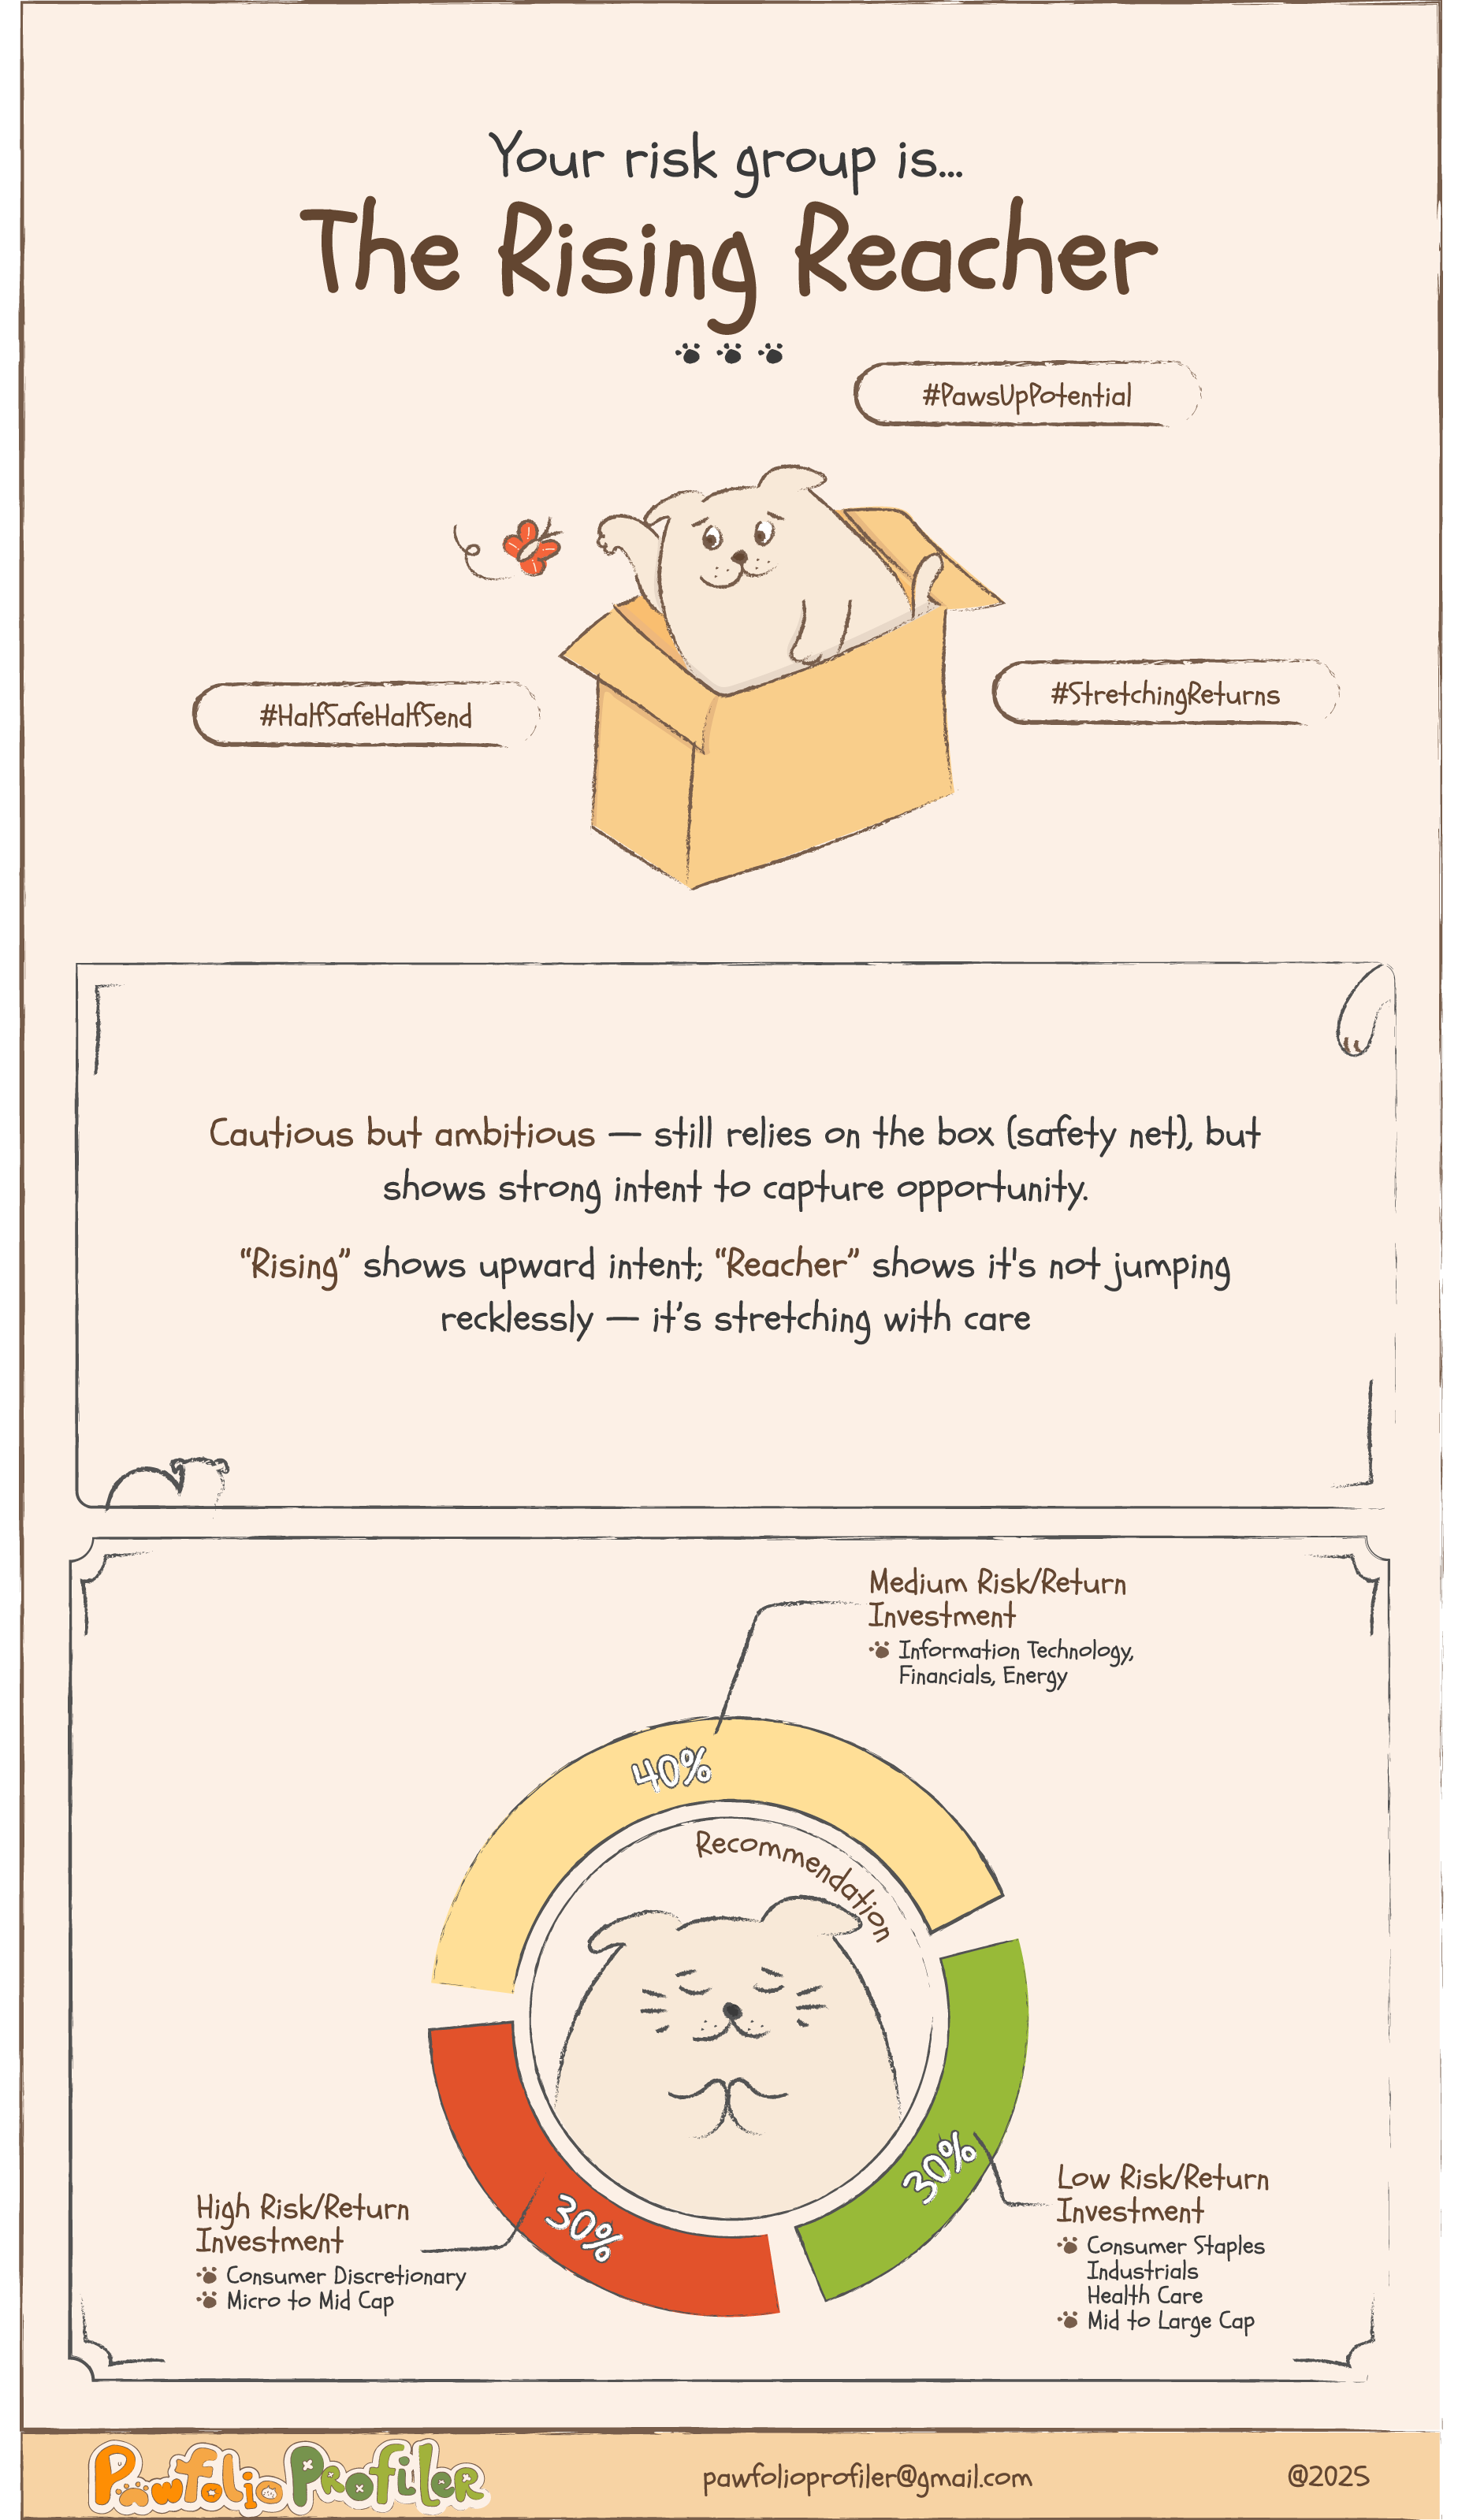 Your risk group is...
The Rising Reacher
#PawsUpPotential
#StretchingReturns
#HalfSafeHalfSend
Cautious but ambitious — still relies on the box (safety net), but
shows strong intent to capture opportunity.
“Rising” shows upward intent; “Reacher” shows it's not jumping
recklessly — it’s stretching with care
Medium Risk/Return
Investment
Information Technology,
Financials, Energy
40%
Recommendation
30%
Low Risk/Return
Investment
Consumer Staples
Industrials
Health Care
Mid to Large Cap
30%
High Risk/Return
Investment
Consumer Discretionary
Micro to Mid Cap
Pawfolio Profiler
pawfolioprofiler@gmail.com
@2025